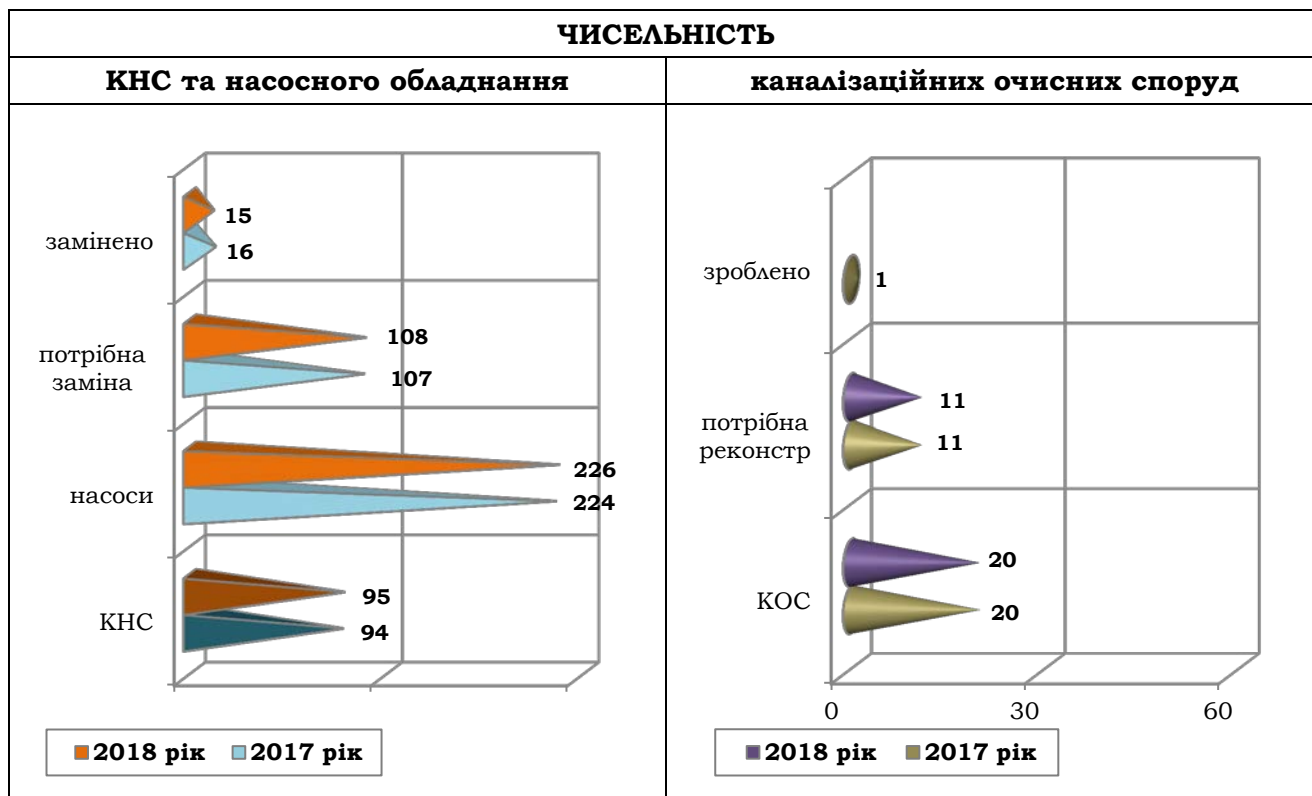 ЧИСЕЛЬНІСТЬ
КНС та насосного обладнання
замінено
15
16
потрібна
заміна
108
107
насоси
226
224
КНС
95
94
2018 рік
2017 рік
каналізаційних очисних споруд
зроблено
1
потрібна
реконстр
11
11
КОС
20
20
0
30
60
2018 рік
2017 рік